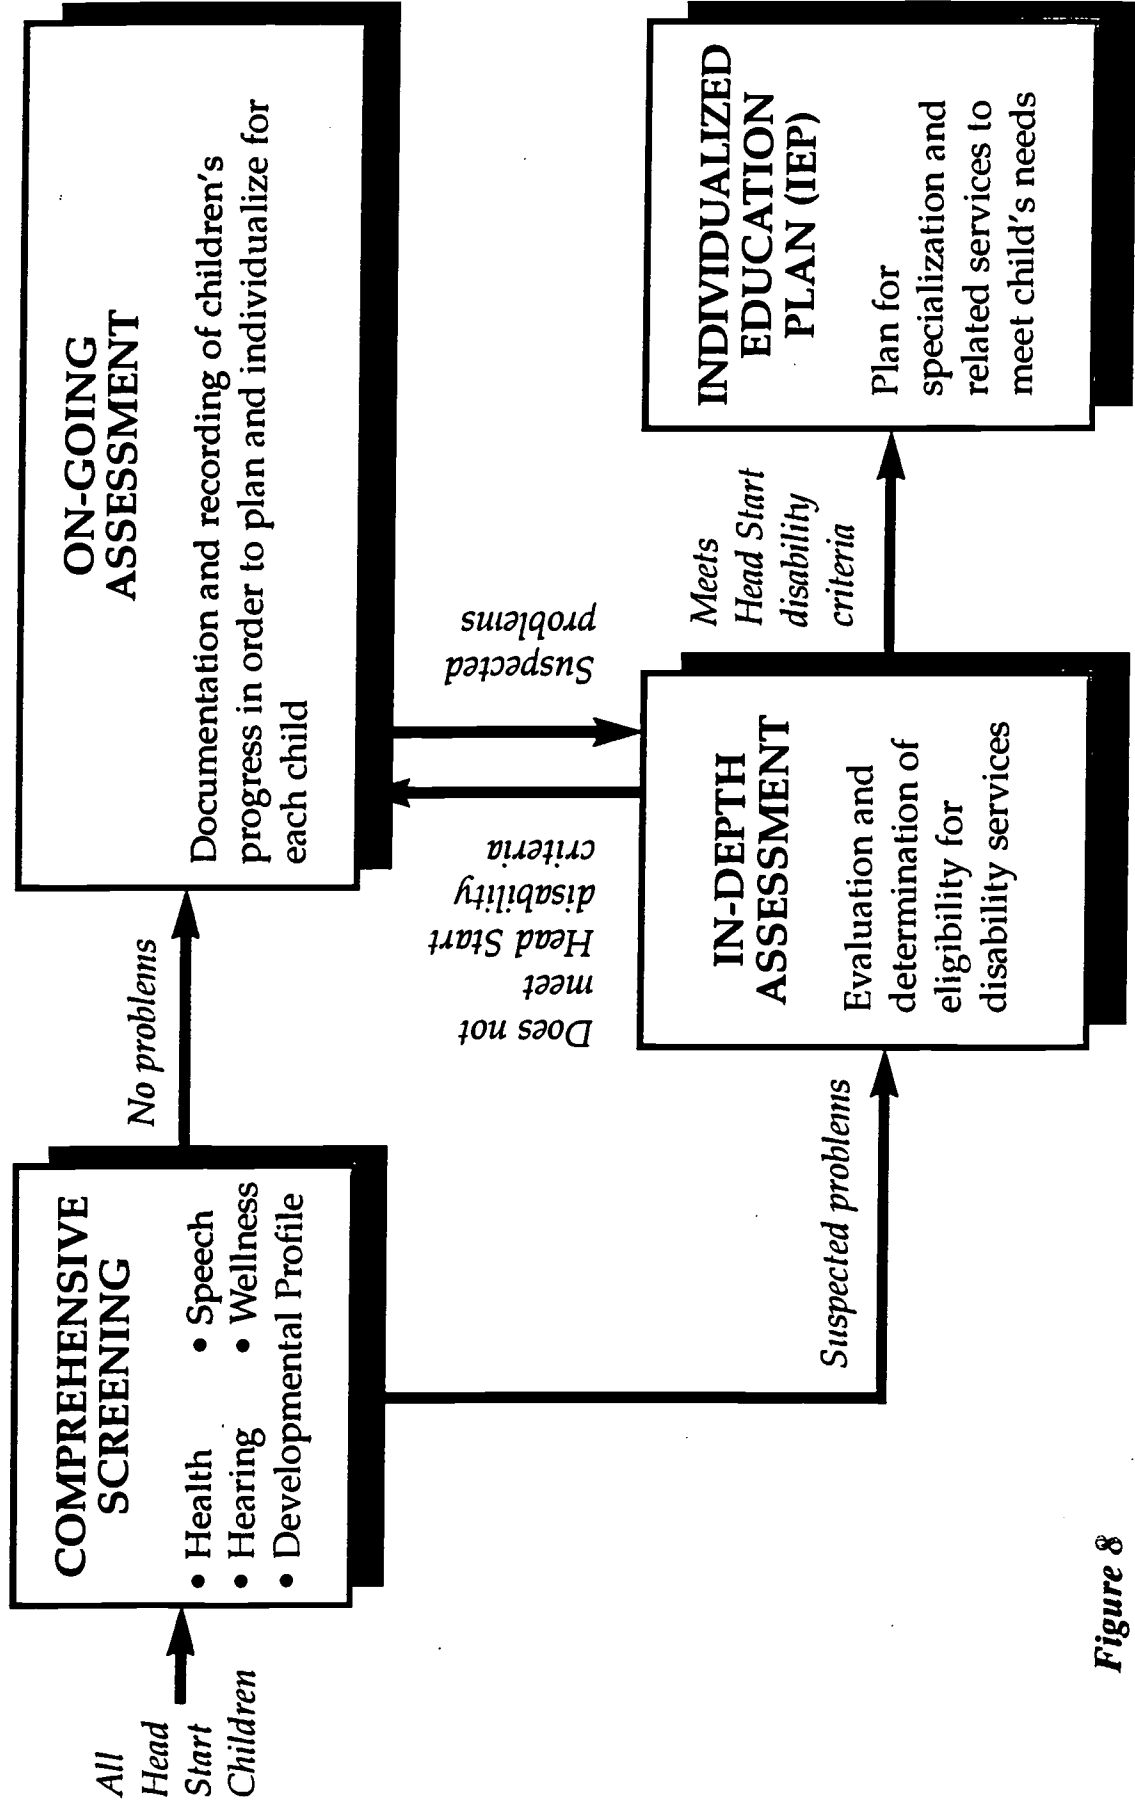 All
Head
Start
Children
COMPREHENSIVE
SCREENING
• Health • Speech
• Hearing • Wellness
• Developmental Profile
No problems
ON-GOING
ASSESSMENT
Documentation and recording of children's
progress in order to plan and individualize for
each child
Suspected problems
Does not
meet
Head Start
disability
criteria
Suspected
problems
IN-DEPTH
ASSESSMENT
Evaluation and
determination of
eligibility for
disability services
Meets
Head Start
disability
criteria
INDIVIDUALIZED
EDUCATION
PLAN (IEP)
Plan for
specialization and
related services to
meet child's needs
Figure 8